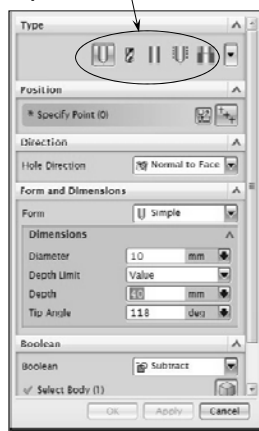 Type
Position
* Specify Point (0)
Direction
Hole Direction Normal to Face
Form and Dimensions
Form Simple
Dimensions
Diameter 10 mm
Depth Limit Value
Depth 40 mm
Tip Angle 118 deg
Boolean
Boolean Subtract
Select Body (1)
OK Apply Cancel